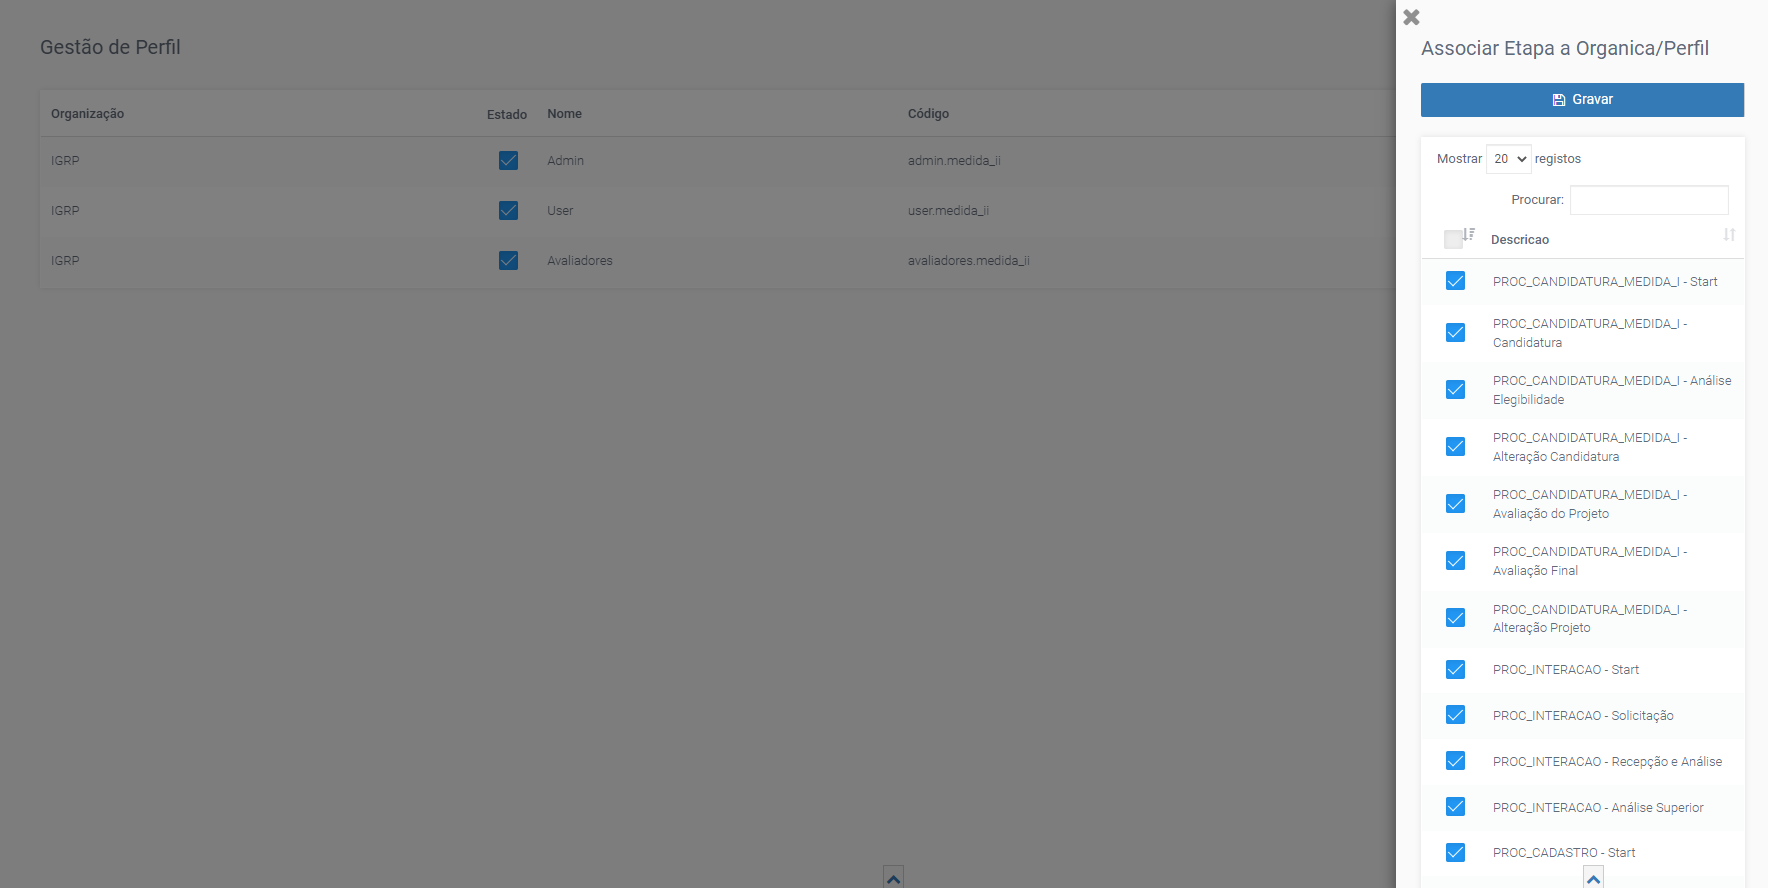 Gestão de Perfil
Organização Estado Nome Código
IGRP Admin admin.medida_ii
IGRP User user.medida_ii
IGRP Avaliadores avaliadores.medida_ii
Associar Etapa a Organica/Perfil
Gravar
Mostrar 20 registos
Procurar:
Descricao
PROC_CANDIDATURA_MEDIDA_I - Start
PROC_CANDIDATURA_MEDIDA_I -
Candidatura
PROC_CANDIDATURA_MEDIDA_I - Análise
Elegibilidade
PROC_CANDIDATURA_MEDIDA_I -
Alteração Candidatura
PROC_CANDIDATURA_MEDIDA_I -
Avaliação do Projeto
PROC_CANDIDATURA_MEDIDA_I -
Avaliação Final
PROC_CANDIDATURA_MEDIDA_I -
Alteração Projeto
PROC_INTERACAO - Start
PROC_INTERACAO - Solicitação
PROC_INTERACAO - Recepção e Análise
PROC_INTERACAO - Análise Superior
PROC_CADASTRO - Start